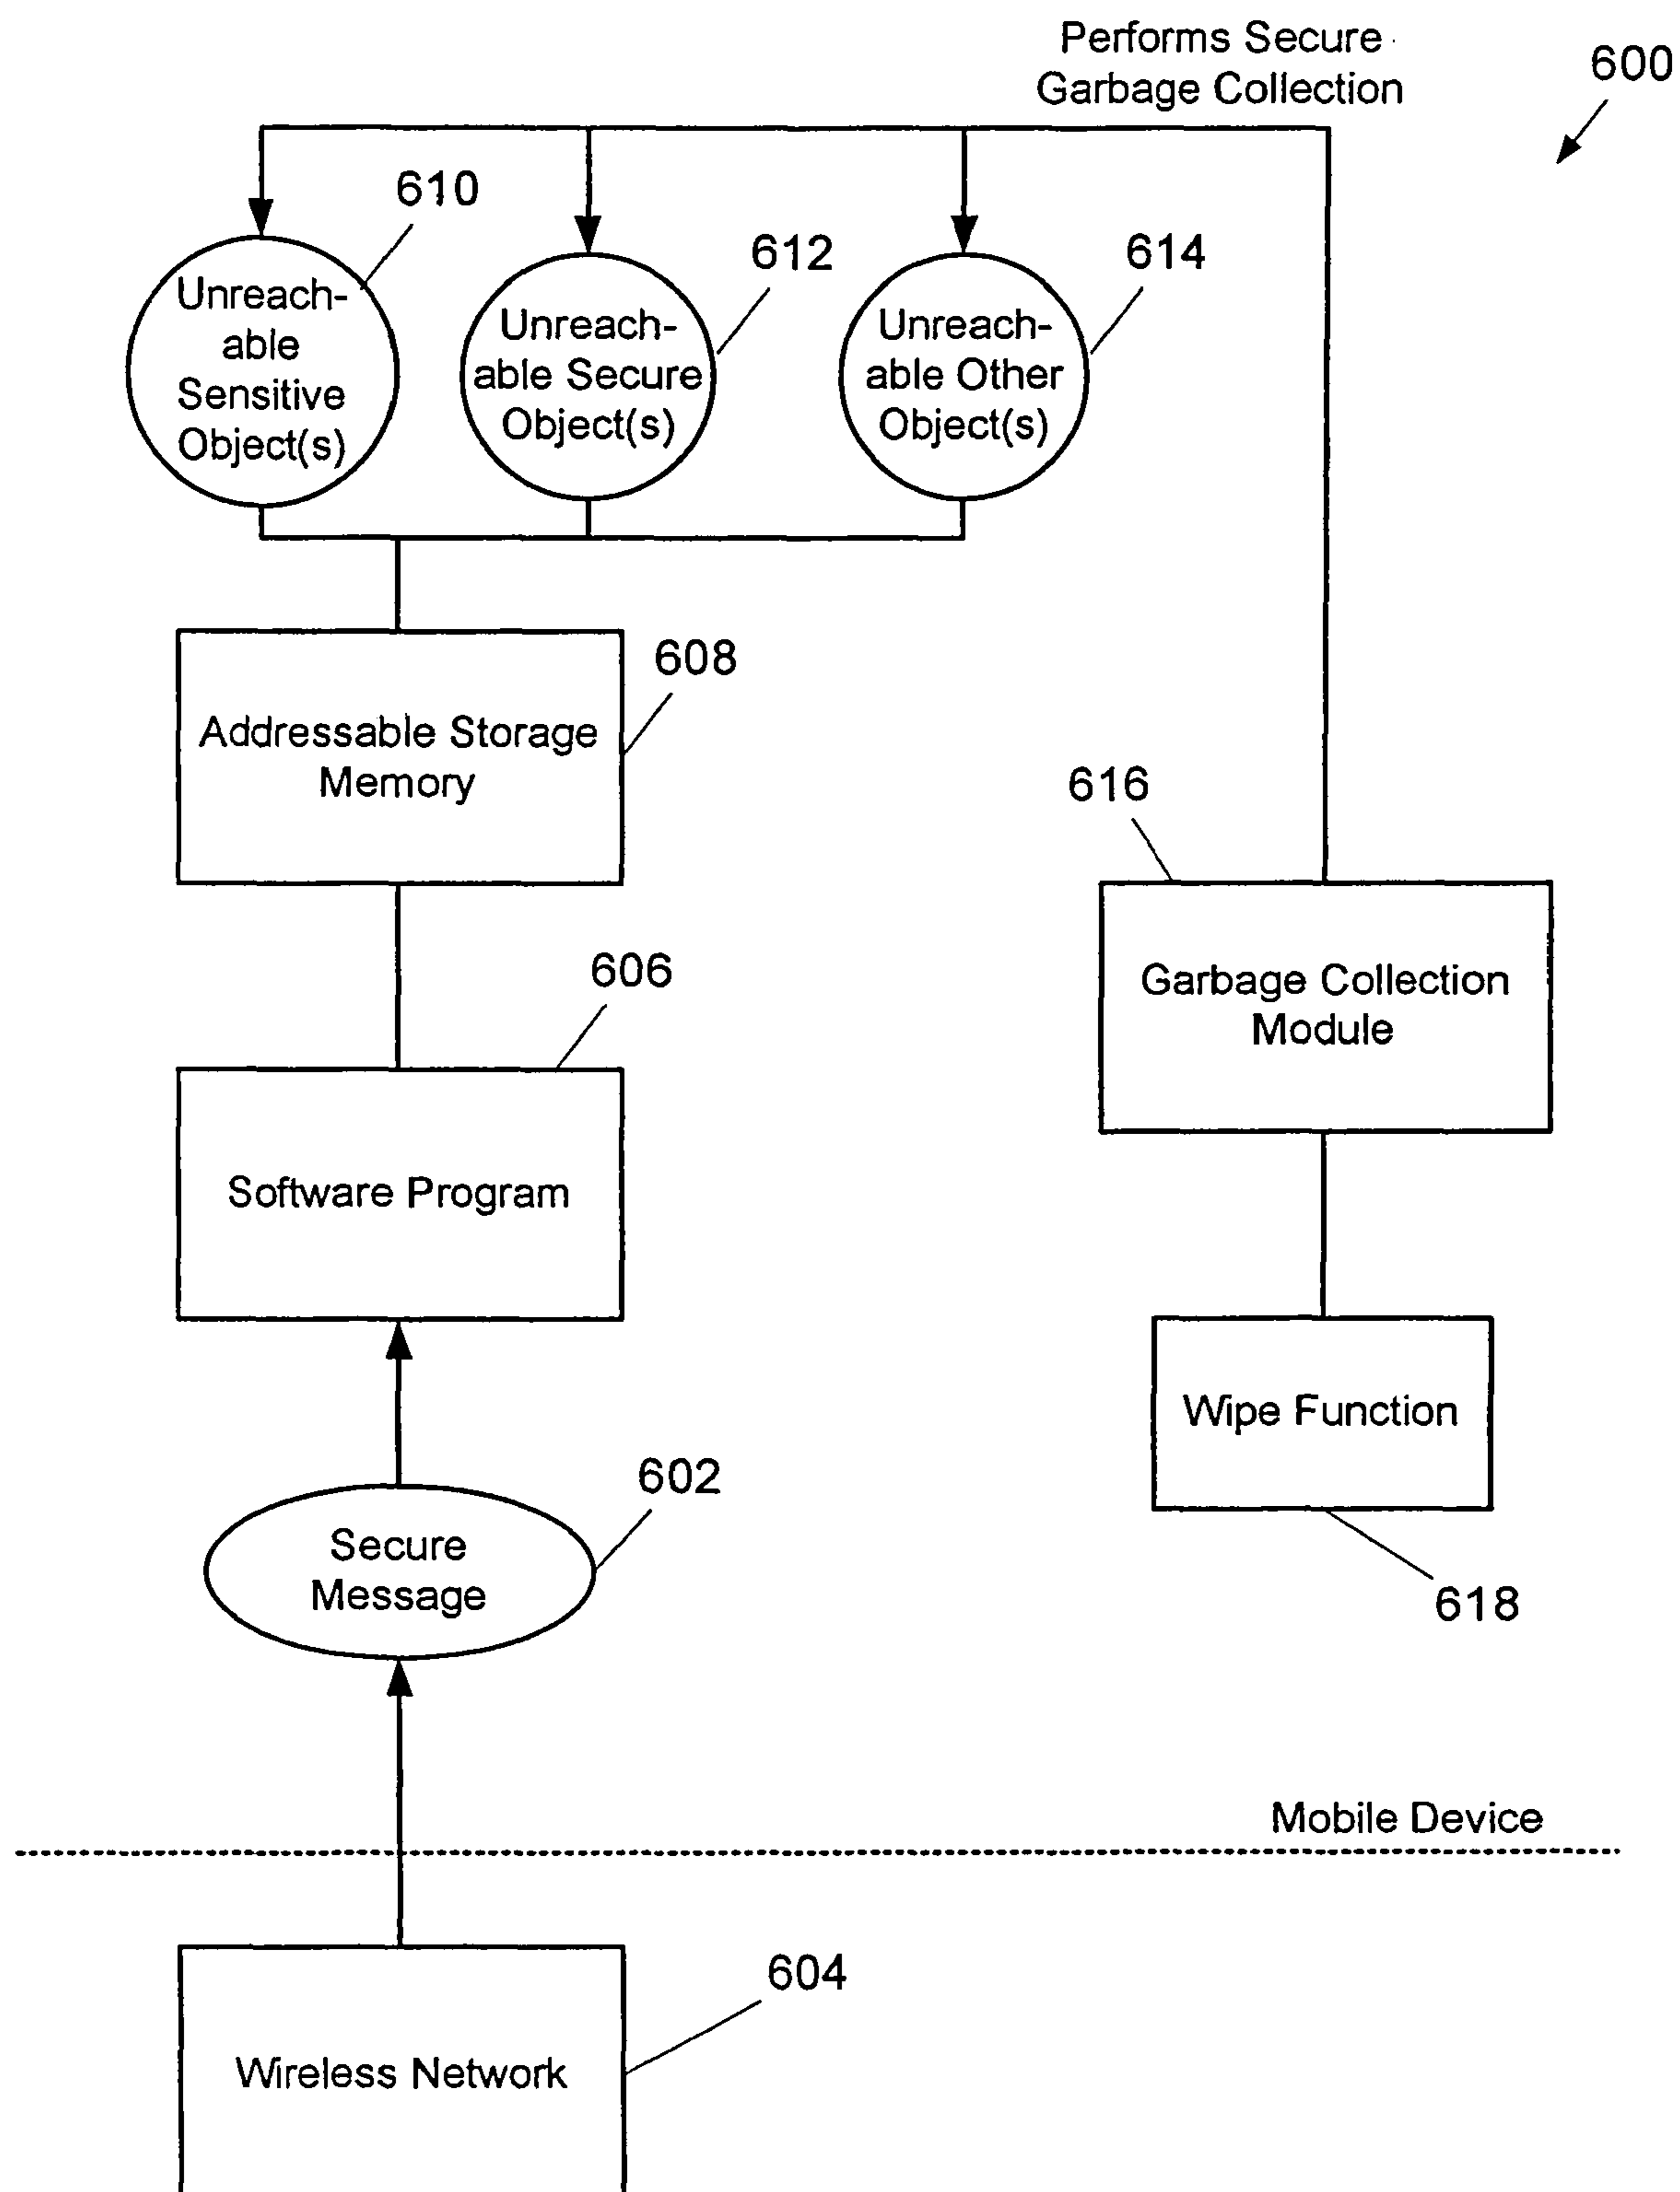 Performs Secure
Garbage Collection
600
610
612
614
Unreach-
able
Sensitive
Object(s)
Unreach-
able Secure
Object(s)
Unreach-
able Other
Object(s)
608
Addressable Storage
Memory
616
Garbage Collection
Module
606
Software Program
Wipe Function
618
602
Secure
Message
Mobile Device
604
Wireless Network